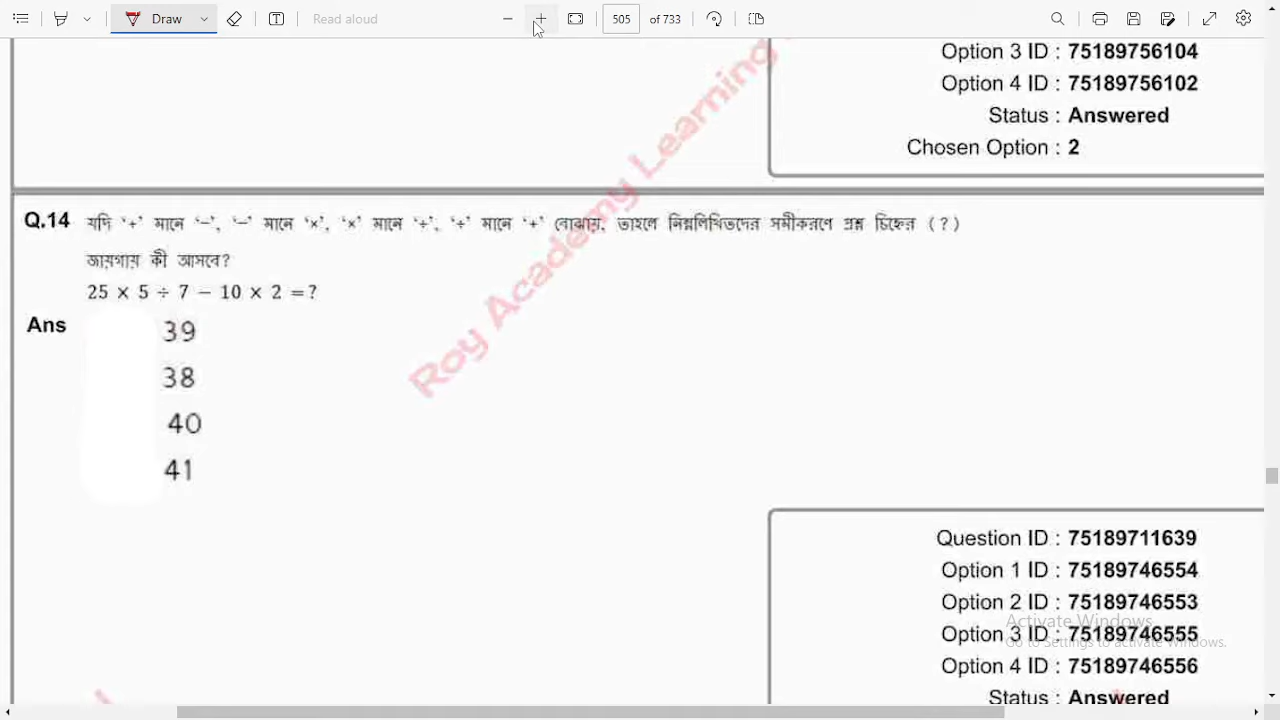 Draw
Read aloud
505 of 733
Option 3 ID : 75189756104
Option 4 ID : 75189756102
Status : Answered
Chosen Option : 2
Q.14 যদি '+' মানে '−', '−' মানে '×', '×' মানে '÷', '÷' মানে '+' বোঝায়, তাহলে নিম্নলিখিতদের সমীকরণে প্রশ্ন চিহ্নের (?)
জায়গায় কী আসবে?
25 × 5 ÷ 7 − 10 × 2 =?
Ans 39
38
40
41
Roy Academy Learning
Question ID : 75189711639
Option 1 ID : 75189746554
Option 2 ID : 75189746553
Option 3 ID : 75189746555
Option 4 ID : 75189746556
Status : Answered
Activate Windows
Go to Settings to activate Windows.